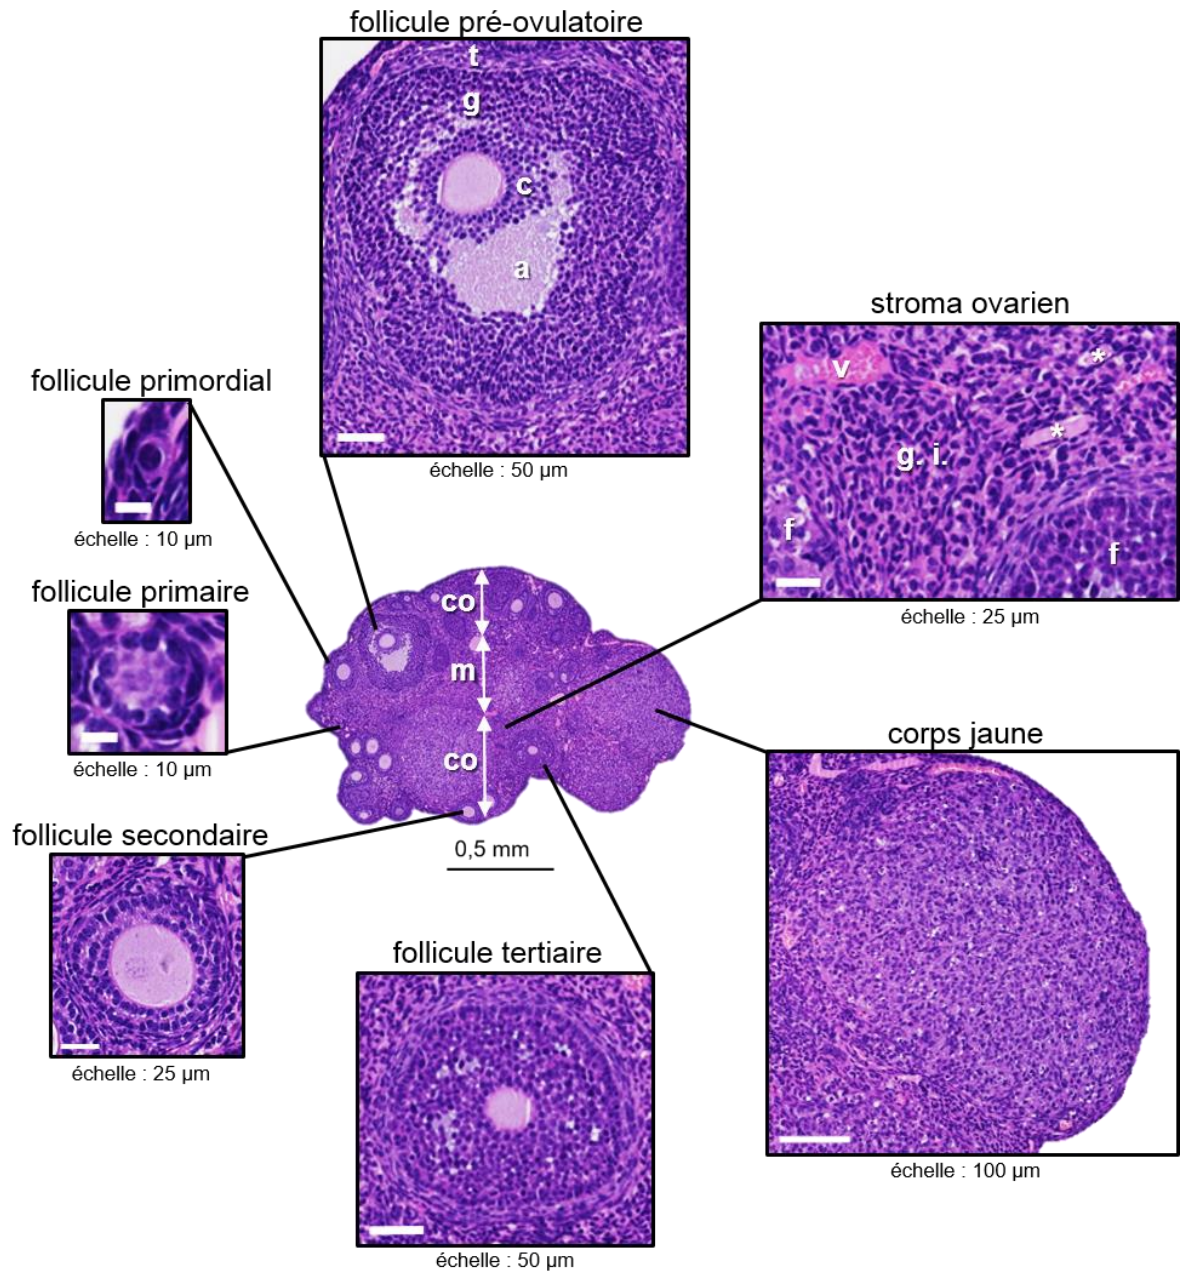 follicule pré-ovulatoire
t
g
c
a
échelle : 50 µm
stroma ovarien
v
*
*
g. i.
f
f
échelle : 25 µm
follicule primordial
échelle : 10 µm
follicule primaire
échelle : 10 µm
co
m
co
0,5 mm
corps jaune
échelle : 100 µm
follicule secondaire
échelle : 25 µm
follicule tertiaire
échelle : 50 µm